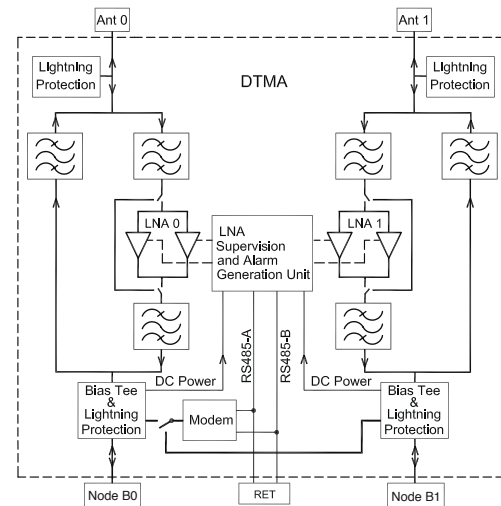 Ant 0
Ant 1
Lightning
Protection
DTMA
Lightning
Protection
LNA 0
LNA
Supervision
and Alarm
Generation Unit
LNA 1
RS485-A
RS485-B
DC Power
DC Power
Bias Tee
&
Lightning
Protection
Modem
Bias Tee
&
Lightning
Protection
Node B0
RET
Node B1